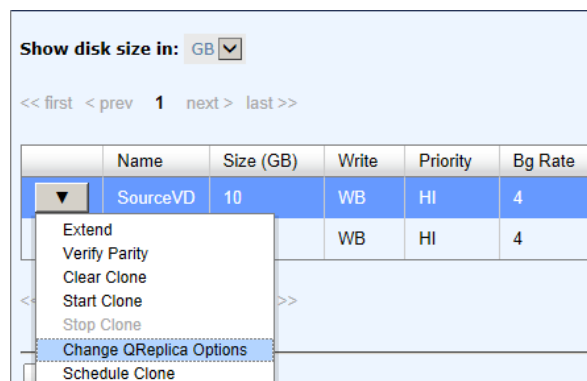 Show disk size in: GB
<< first < prev 1 next > last >>
Name Size (GB) Write Priority Bg Rate
▼ SourceVD 10 WB HI 4
WB HI 4
Extend
Verify Parity
Clear Clone
Start Clone
<< >>
Stop Clone
Change QReplica Options
Schedule Clone